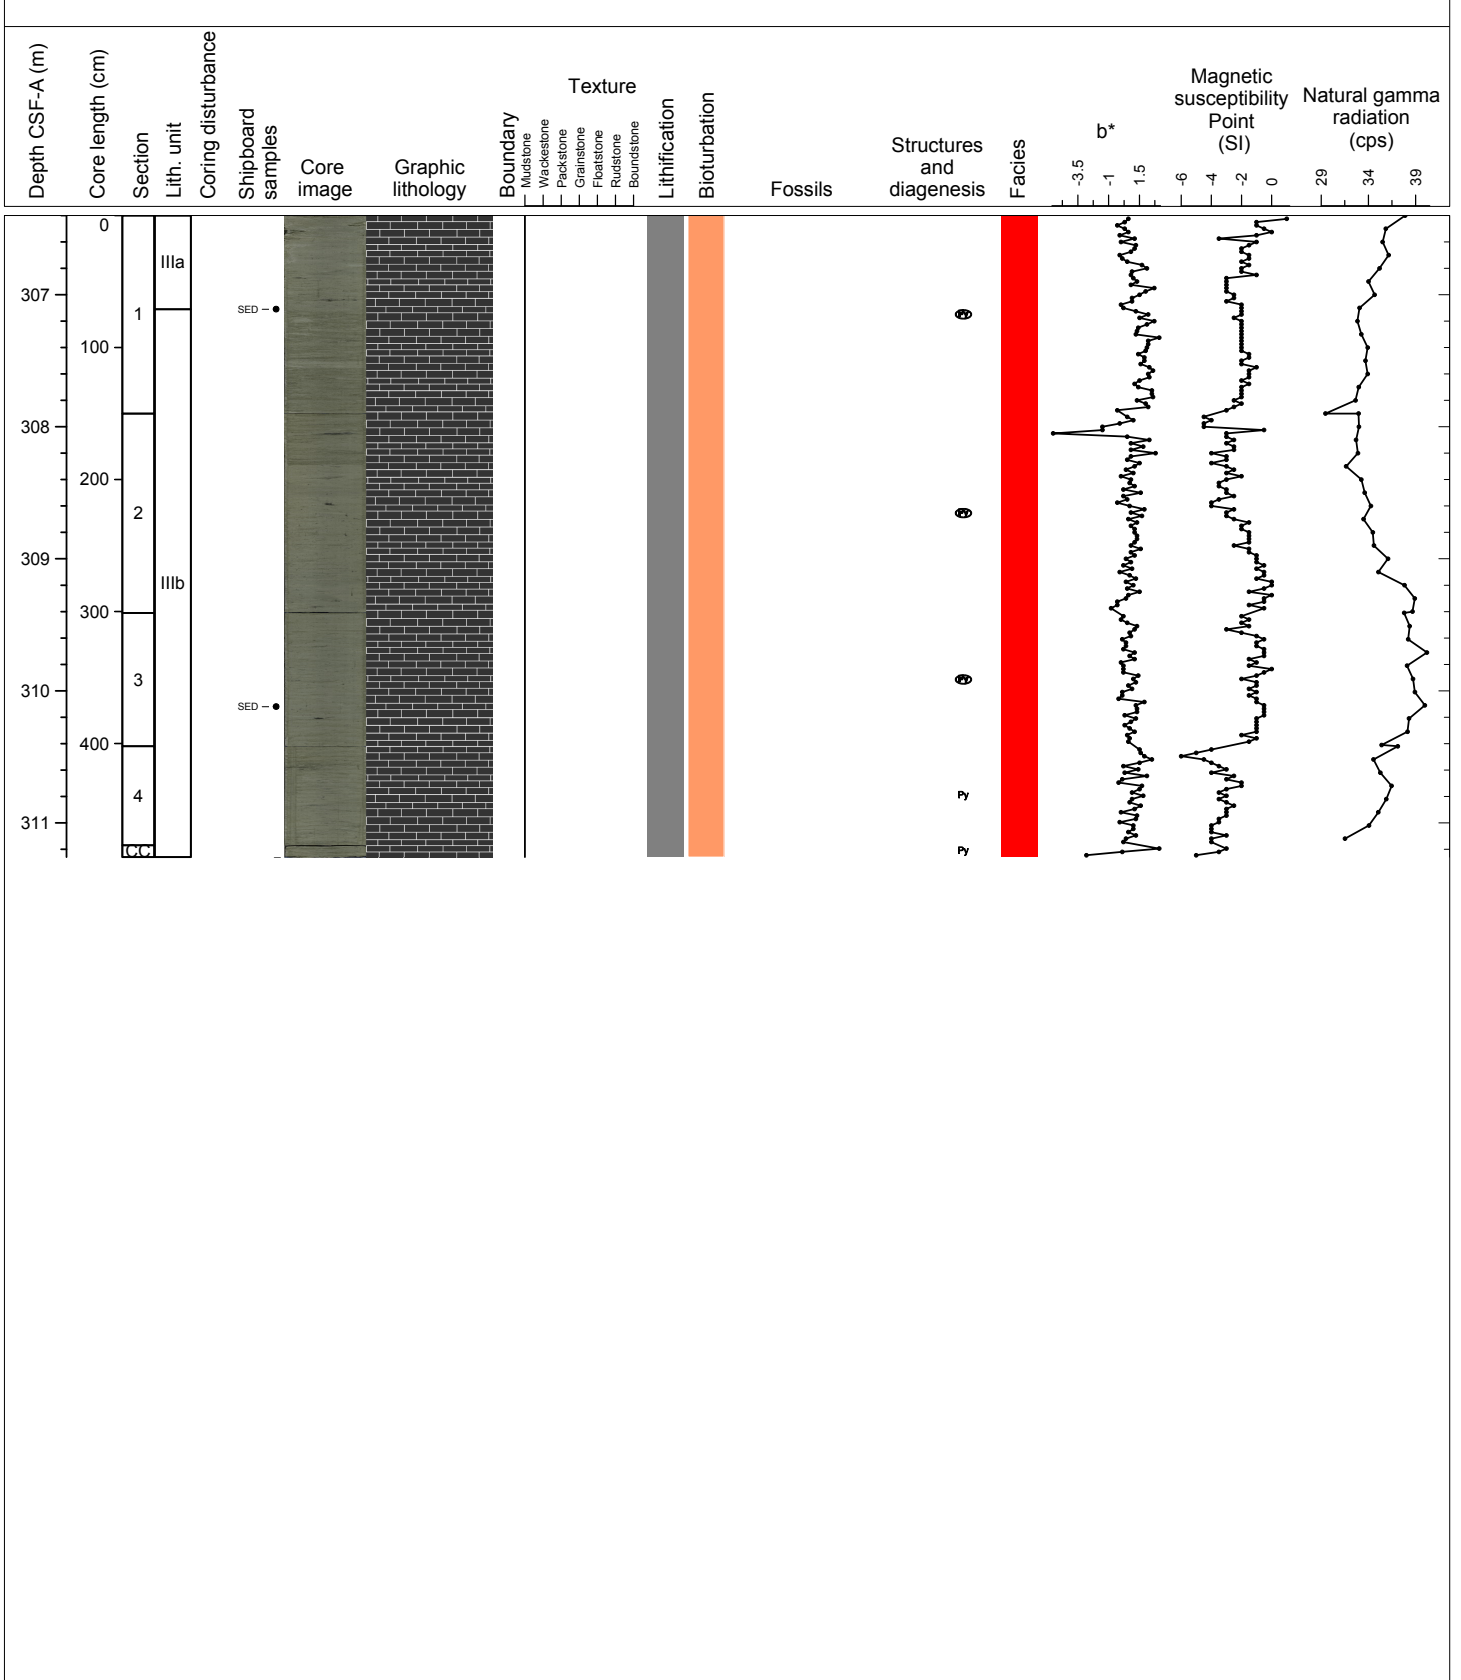 Depth CSF-A (m)
Core length (cm)
Section
Lith. unit
Coring disturbance
Shipboard
samples
Core
image
Graphic
lithology
Boundary
Texture
Mudstone
Wackestone
Packstone
Grainstone
Floatstone
Rudstone
Boundstone
Lithification
Bioturbation
Fossils
Structures
and
diagenesis
Facies
b*
-3.5
-1
1.5
Magnetic
susceptibility
Point
(SI)
-6
-4
-2
0
Natural gamma
radiation
(cps)
29
34
39
0
IIIa
307
1
SED
Py
100
308
200
2
Py
309
IIIb
300
310
3
Py
SED
400
4
Py
311
CC
Py